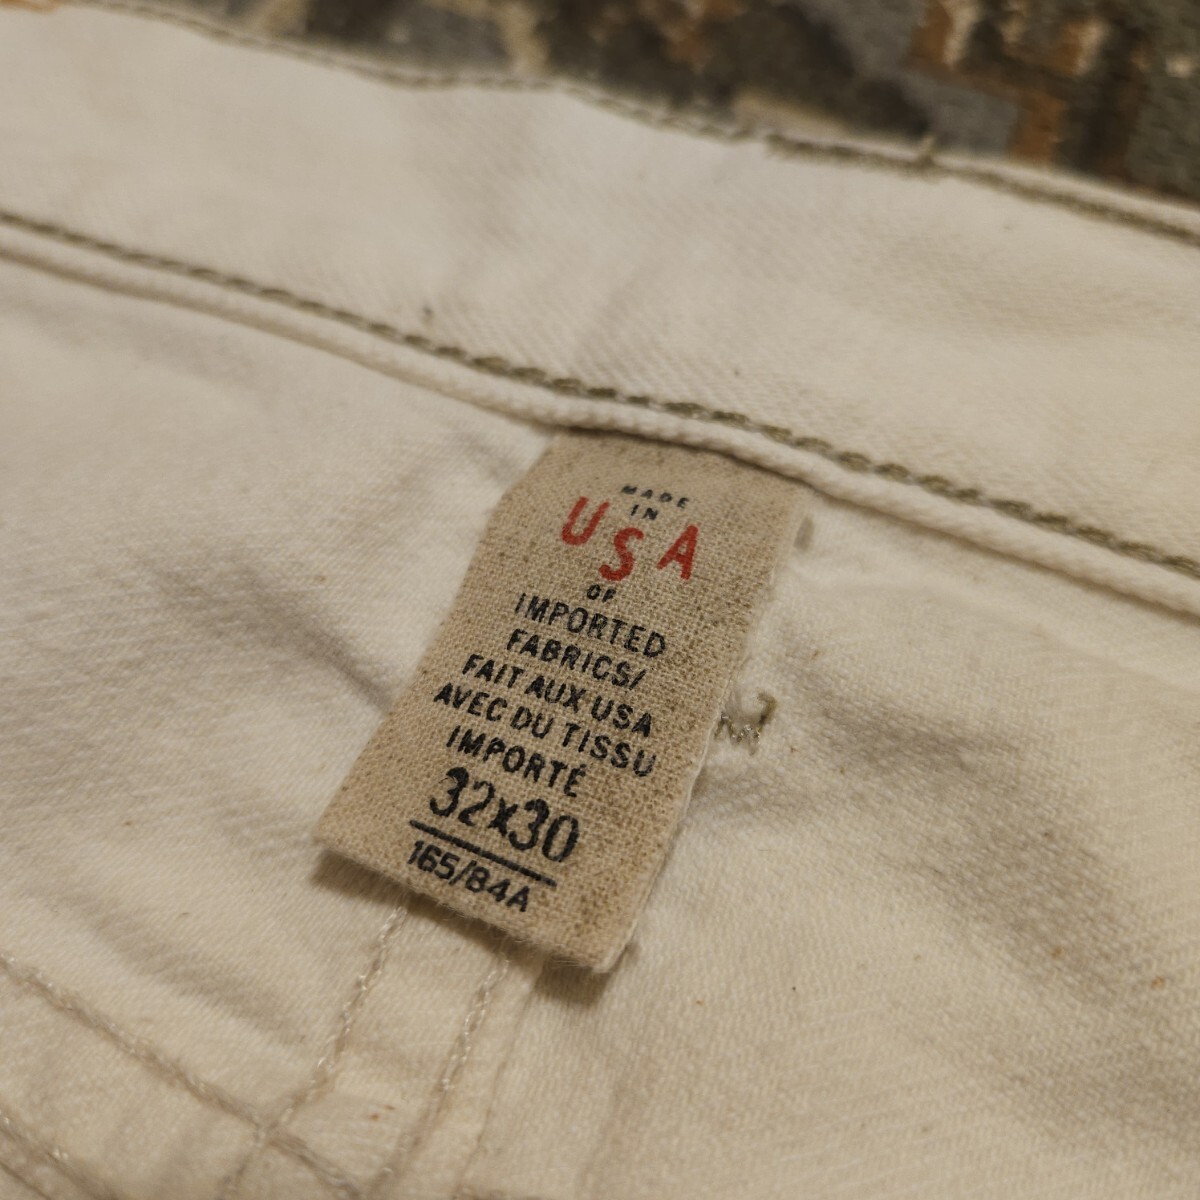 MADE
IN
USA
OF
IMPORTED
FABRICS/
FAIT AUX USA
AVEC DU TISSU
IMPORTÉ
32x30
165/84A